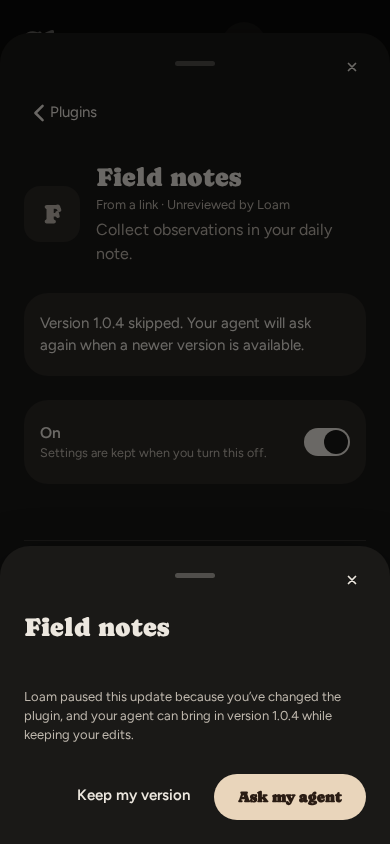 Plugins
Field notes
F
From a link · Unreviewed by Loam
Collect observations in your daily
note.
Version 1.0.4 skipped. Your agent will ask
again when a newer version is available.
On
Settings are kept when you turn this off.
Field notes
Loam paused this update because you’ve changed the
plugin, and your agent can bring in version 1.0.4 while
keeping your edits.
Keep my version
Ask my agent